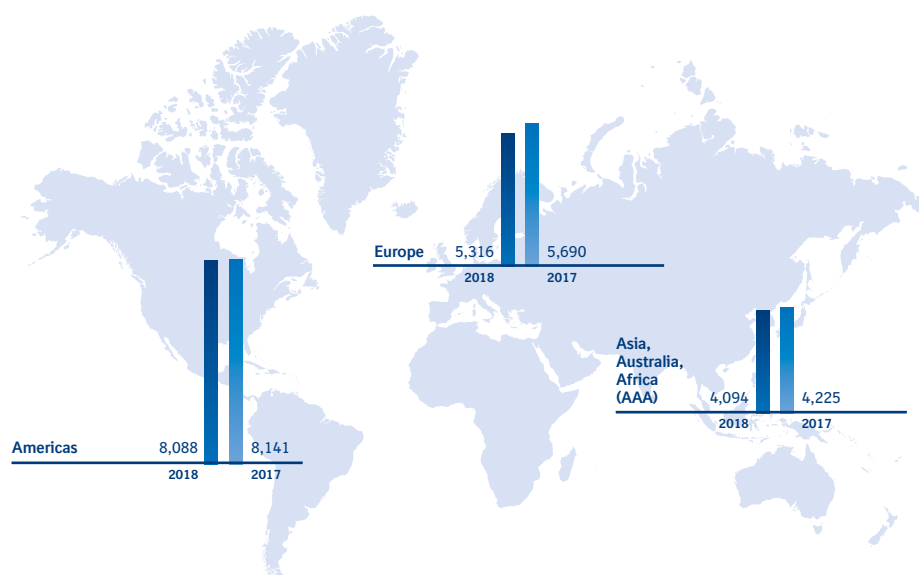 Europe 5,316 5,690
2018 2017
Asia,
Australia,
Africa
(AAA) 4,094 4,225
2018 2017
Americas 8,088 8,141
2018 2017